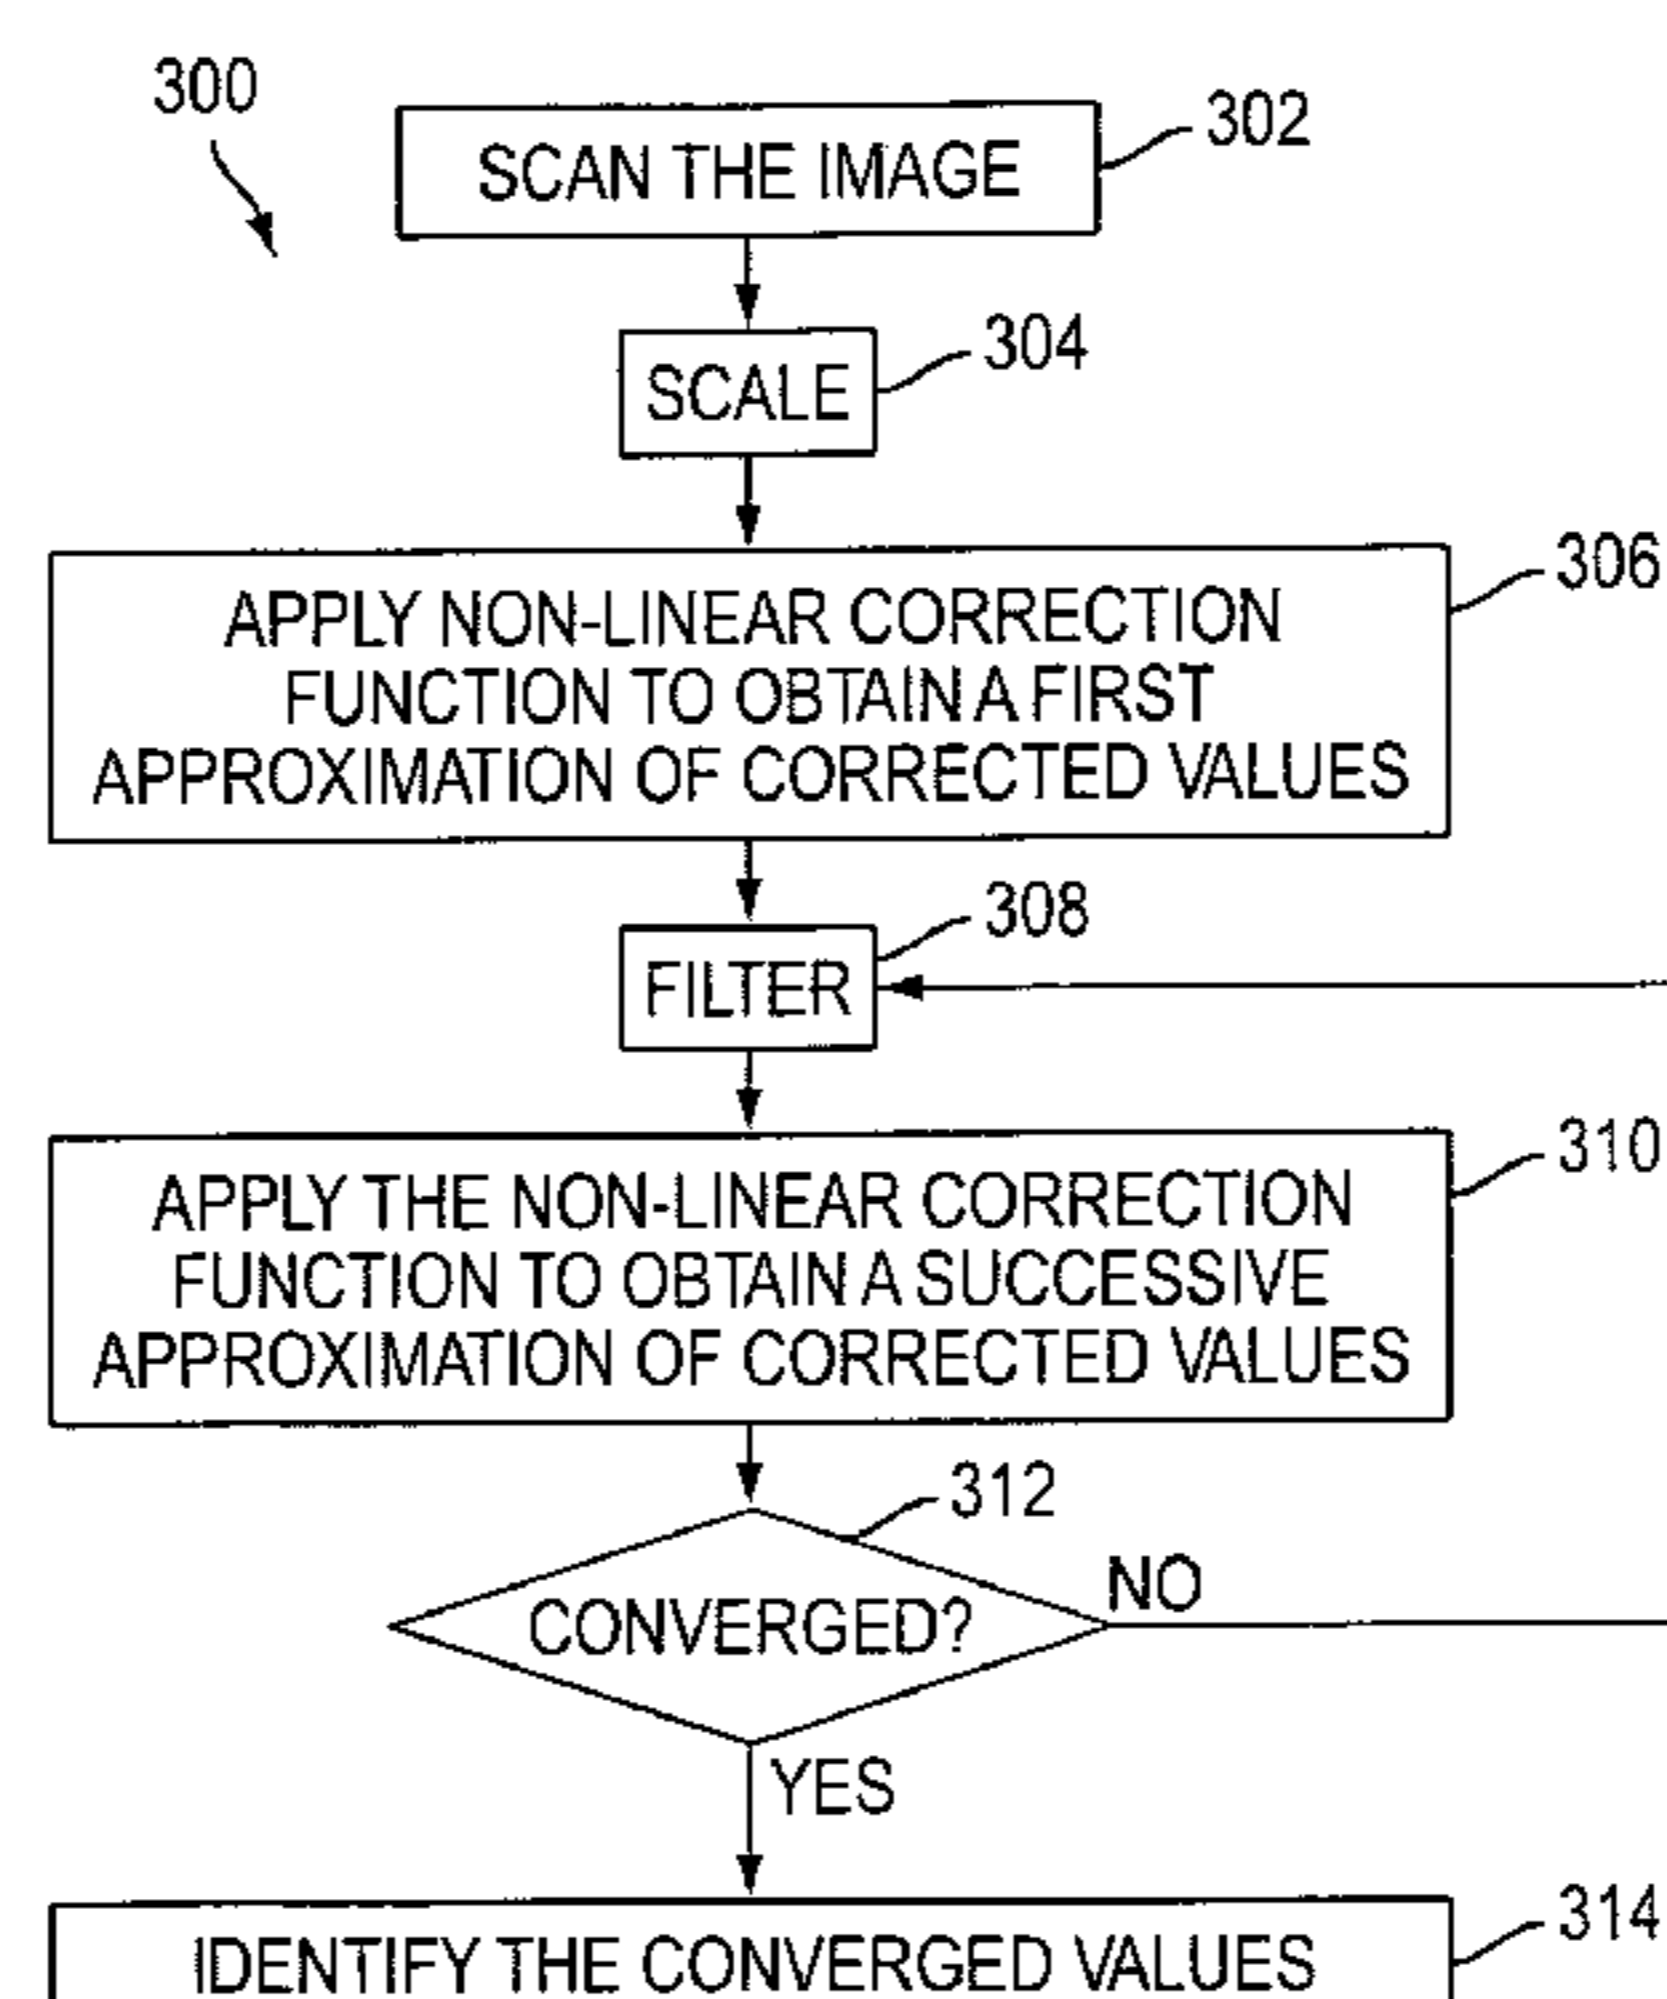 300
302
SCAN THE IMAGE
304
SCALE
306
APPLY NON-LINEAR CORRECTION
FUNCTION TO OBTAIN A FIRST
APPROXIMATION OF CORRECTED VALUES
308
FILTER
310
APPLY THE NON-LINEAR CORRECTION
FUNCTION TO OBTAIN A SUCCESSIVE
APPROXIMATION OF CORRECTED VALUES
312
CONVERGED?
NO
YES
314
IDENTIFY THE CONVERGED VALUES